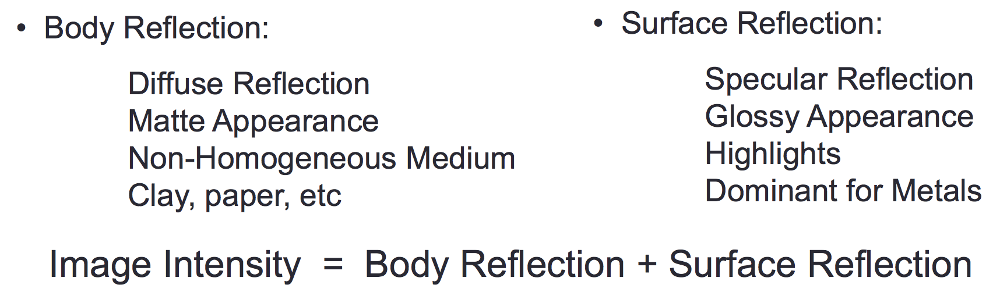 • Body Reflection:
Diffuse Reflection
Matte Appearance
Non-Homogeneous Medium
Clay, paper, etc
• Surface Reflection:
Specular Reflection
Glossy Appearance
Highlights
Dominant for Metals
Image Intensity = Body Reflection + Surface Reflection